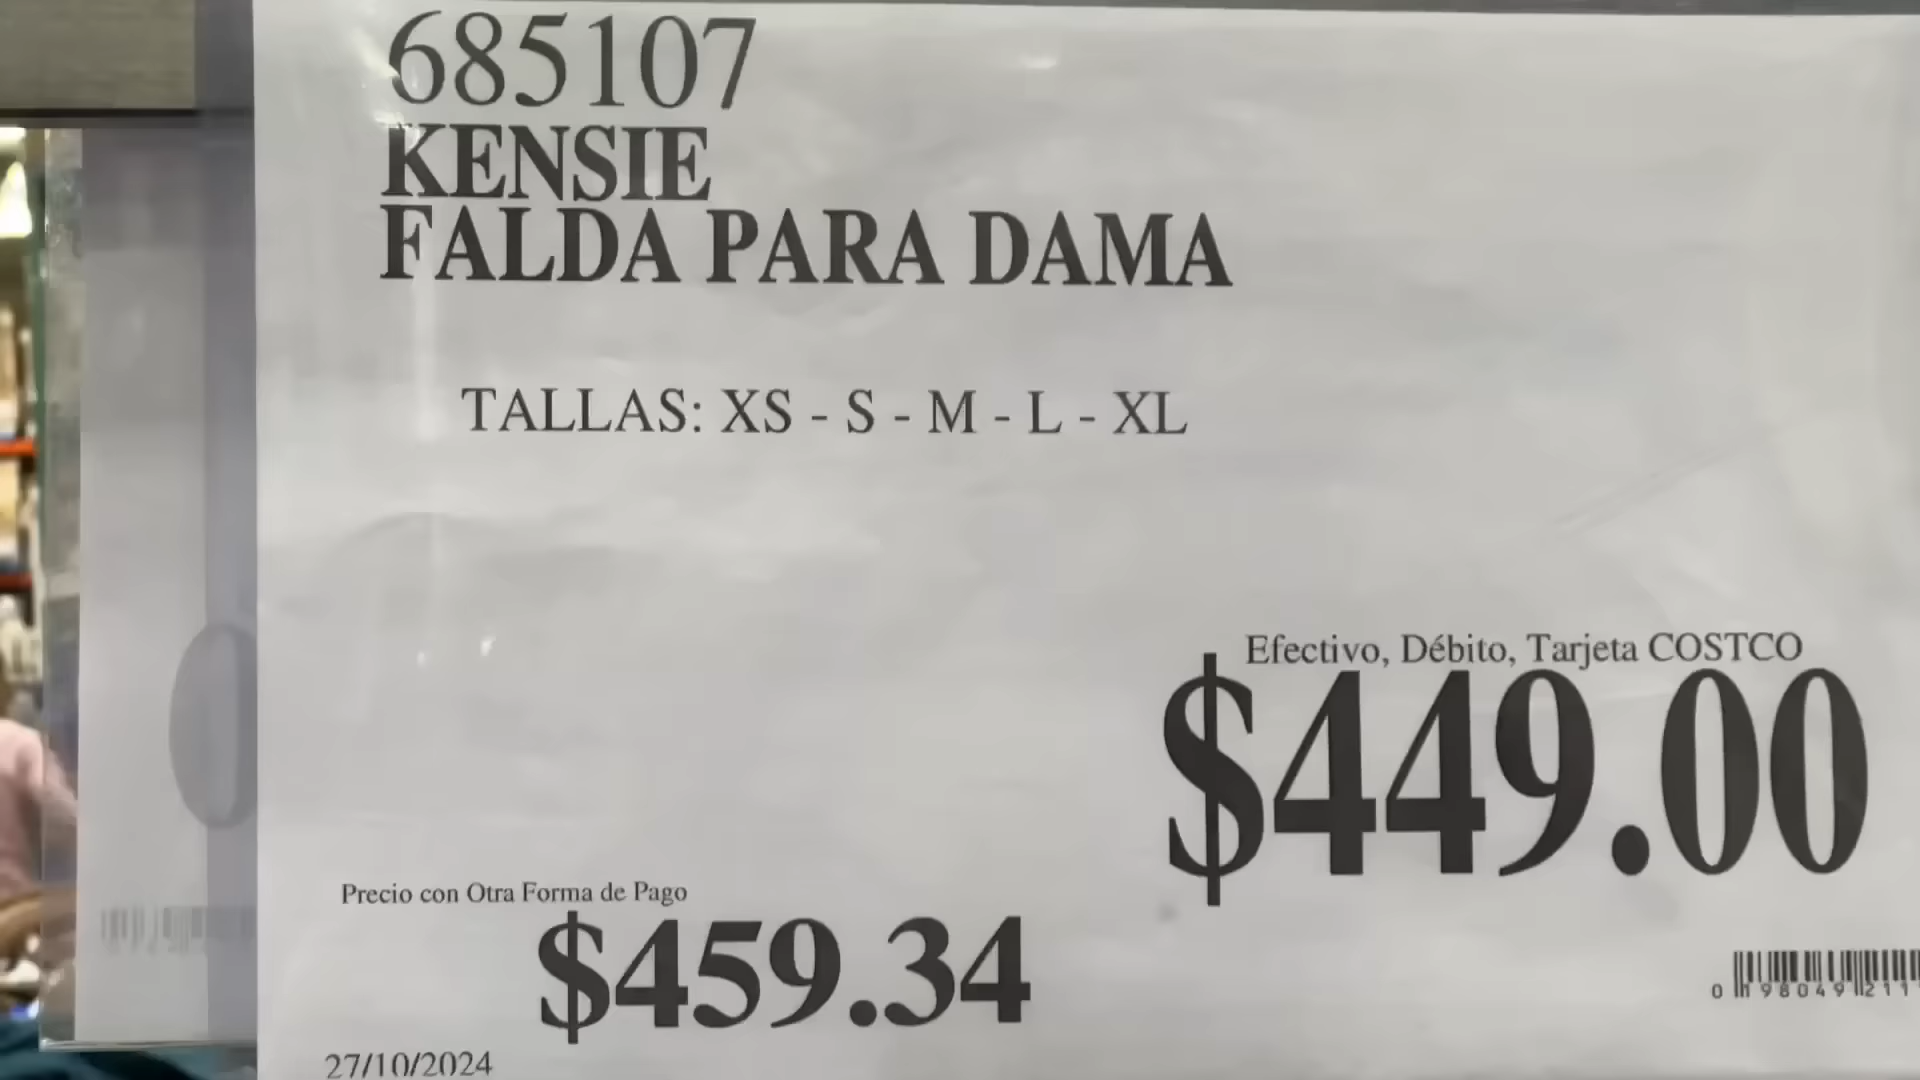 685107
KENSIE
FALDA PARA DAMA
TALLAS: XS - S - M - L - XL
Efectivo, Débito, Tarjeta COSTCO
$449.00
Precio con Otra Forma de Pago
$459.34
27/10/2024